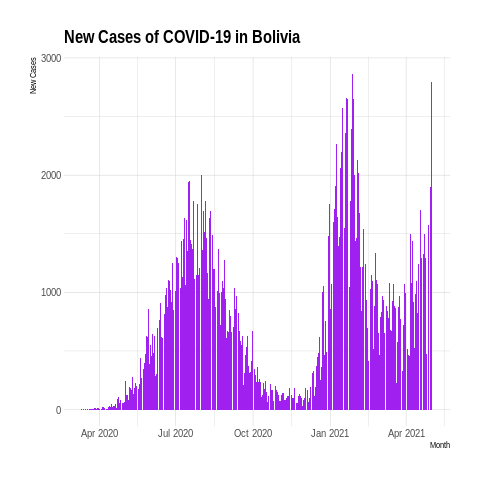 New Cases of COVID-19 in Bolivia
New Cases
3000
2000
1000
0
Apr 2020
Jul 2020
Oct 2020
Jan 2021
Apr 2021
Month